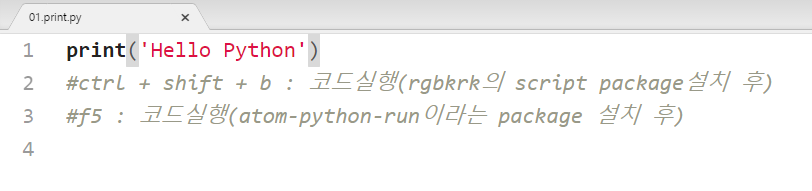 01.print.py ×
1 print('Hello Python')
2 #ctrl + shift + b : 코드실행(rgbkrk의 script package설치 후)
3 #f5 : 코드실행(atom-python-run이라는 package 설치 후)
4